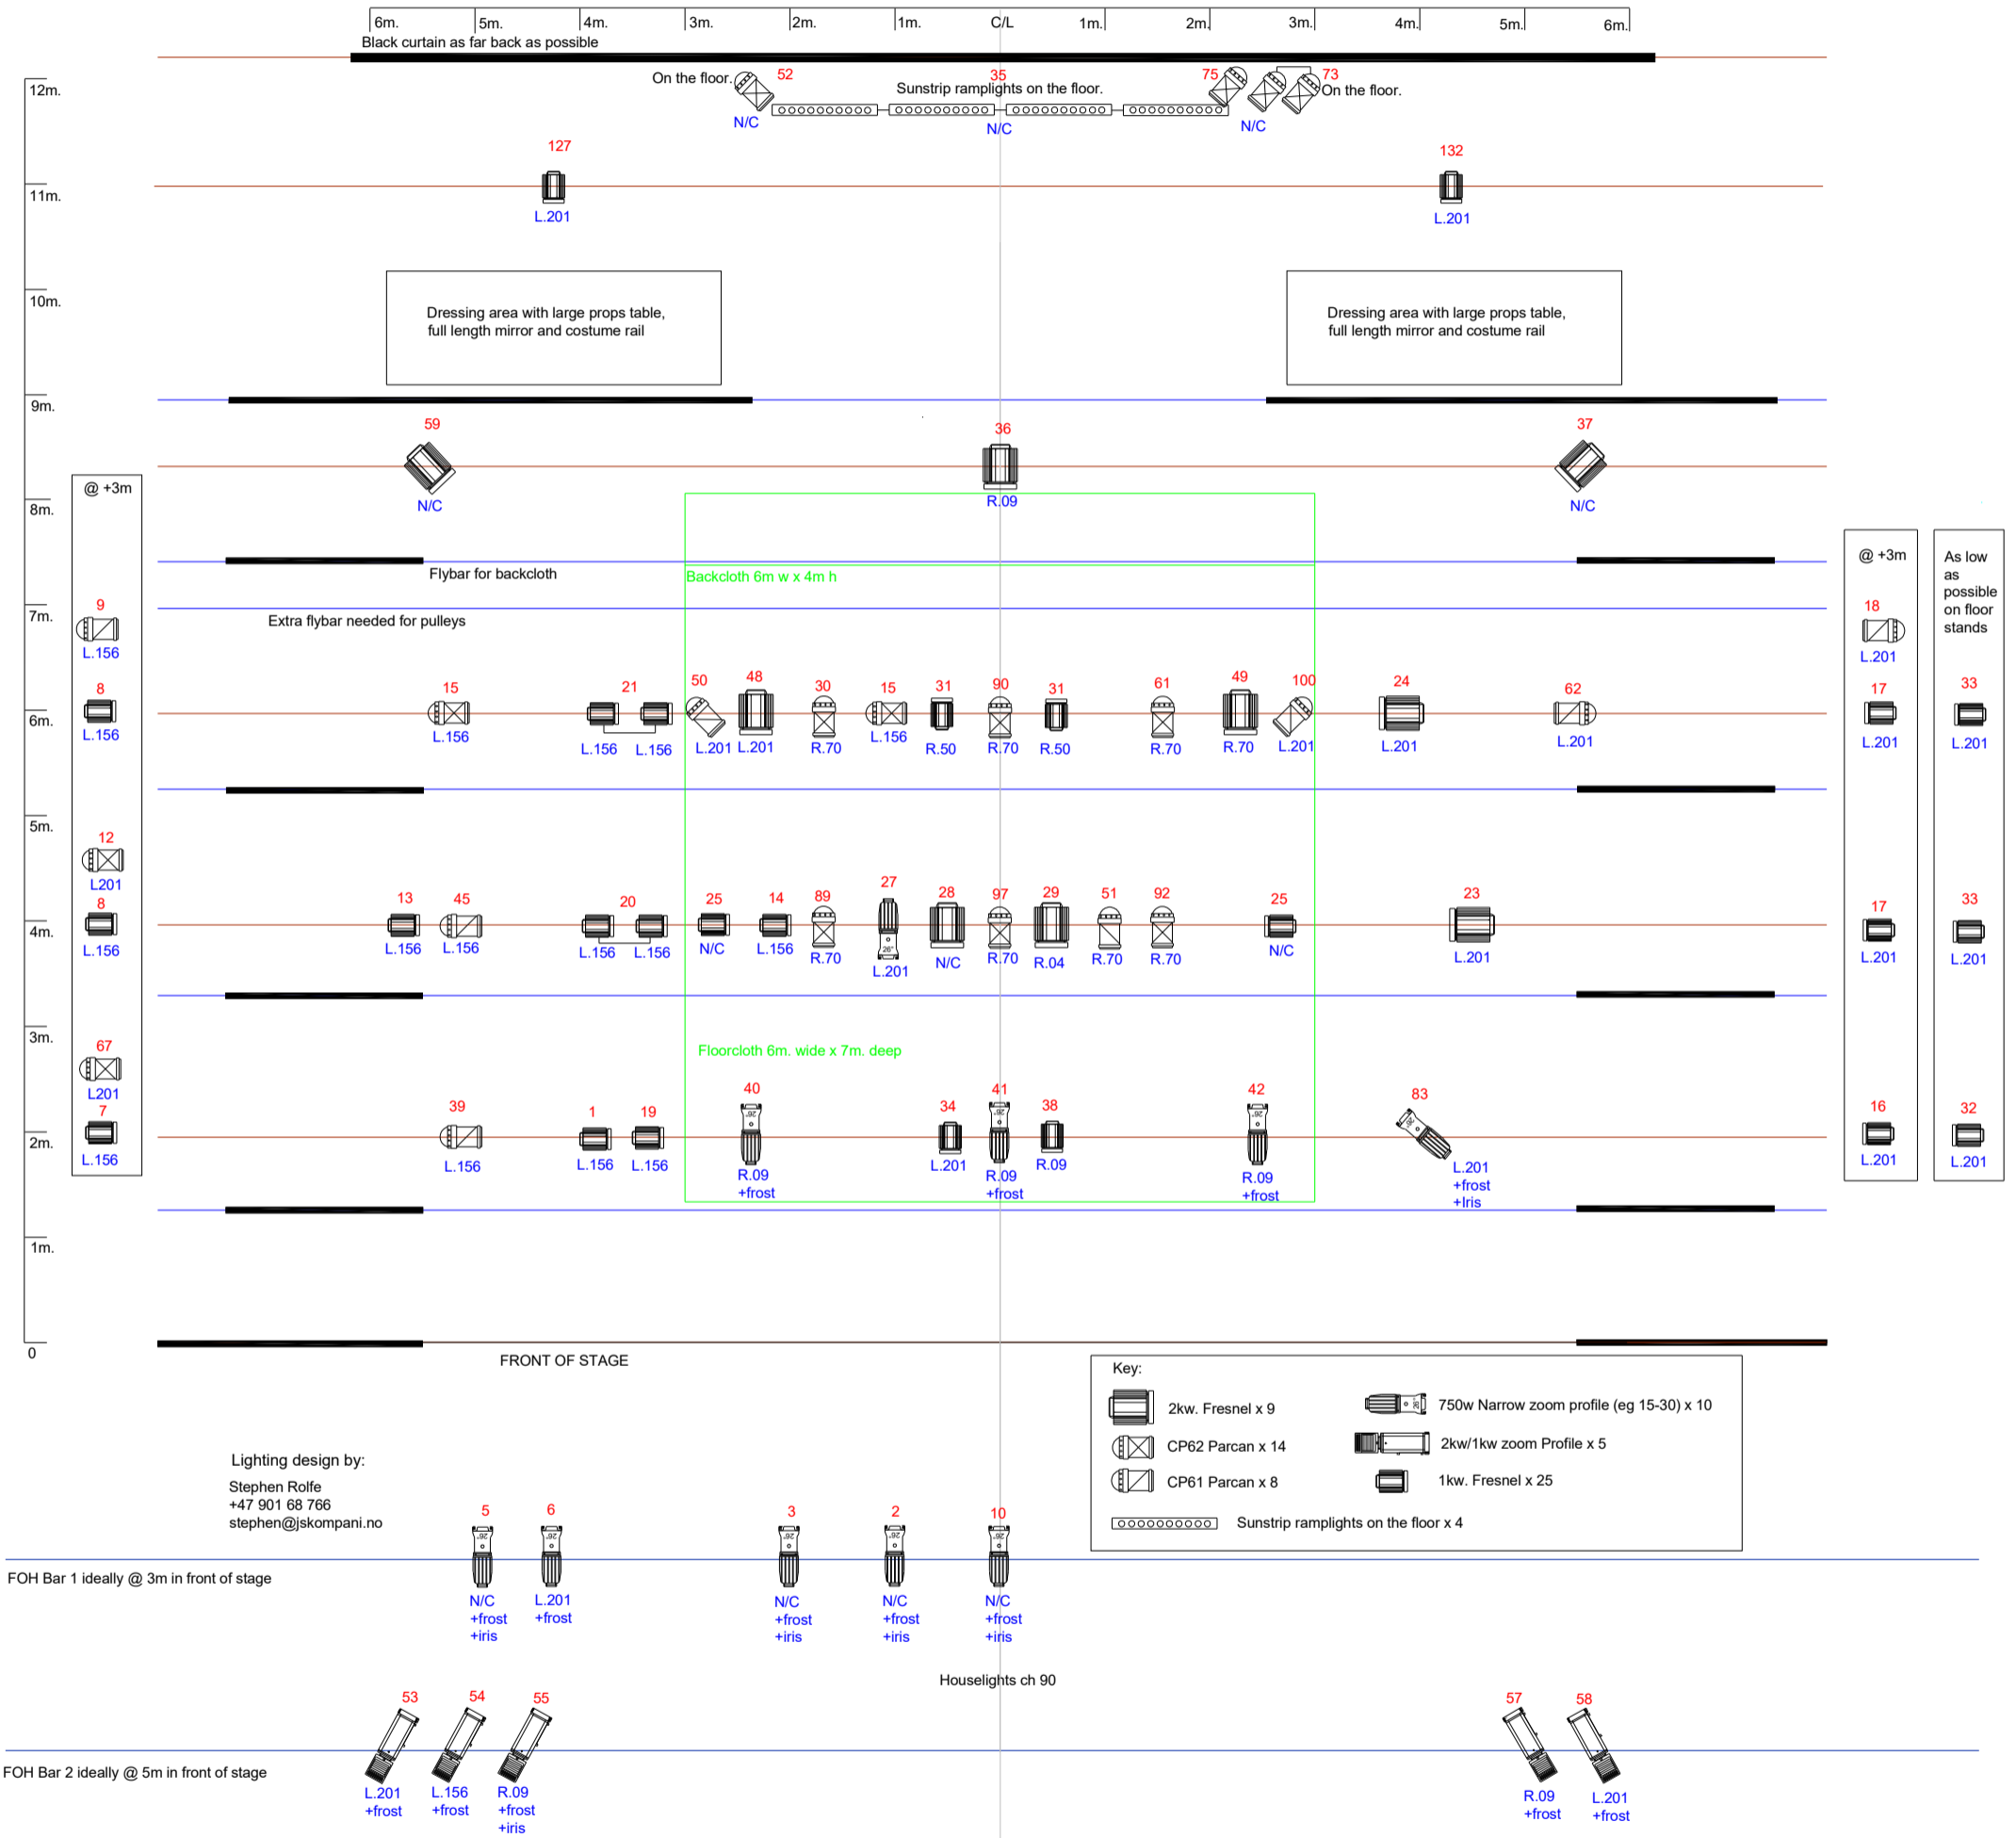 6m. 5m. 4m. 3m. 2m. 1m. C/L 1m. 2m. 3m. 4m. 5m. 6m.
Black curtain as far back as possible
On the floor. 52 35 75 73
Sunstrip ramplights on the floor. On the floor.
12m.
N/C N/C N/C
127 132
11m.
L.201 L.201
10m.
Dressing area with large props table,
full length mirror and costume rail
Dressing area with large props table,
full length mirror and costume rail
9m.
59 36 37
N/C R.09 N/C
8m.
@ +3m
@ +3m
As low
as
possible
on floor
stands
Flybar for backcloth
Backcloth 6m w x 4m h
7m.
Extra flybar needed for pulleys
9 18
L.156 L.201
8 15 21 50 48 30 15 31 90 31 61 49 100 24 62 17 33
6m.
L.156 L.156 L.156 L.156 L.201 L.201 R.70 L.156 R.50 R.70 R.50 R.70 R.70 L.201 L.201 L.201 L.201 L.201
5m.
12
L201
8 13 45 20 25 14 89 27 28 97 29 51 92 25 23 17 33
26°
4m.
L.156 L.156 L.156 L.156 L.156 N/C L.156 R.70 L.201 N/C R.70 R.04 R.70 R.70 N/C L.201 L.201 L.201
3m.
Floorcloth 6m. wide x 7m. deep
67
L201
7 39 1 19 40 34 41 38 42 83 16 32
26° 26° 26° 26°
2m.
L.156 L.156 L.156 L.156 R.09 L.201 R.09 R.09 R.09 L.201 L.201 L.201
+frost +frost +frost +frost
+Iris
1m.
0
FRONT OF STAGE
Key:
2kw. Fresnel x 9
26° 750w Narrow zoom profile (eg 15-30) x 10
CP62 Parcan x 14
2kw/1kw zoom Profile x 5
CP61 Parcan x 8
1kw. Fresnel x 25
Sunstrip ramplights on the floor x 4
Lighting design by:
Stephen Rolfe
+47 901 68 766
stephen@jskompani.no
5 6 3 2 10
26° 26° 26° 26° 26°
FOH Bar 1 ideally @ 3m in front of stage
N/C L.201 N/C N/C N/C
+frost +frost +frost +frost +frost
+iris +iris +iris +iris
Houselights ch 90
53 54 55 57 58
FOH Bar 2 ideally @ 5m in front of stage
L.201 L.156 R.09 R.09 L.201
+frost +frost +frost +frost +frost
+iris